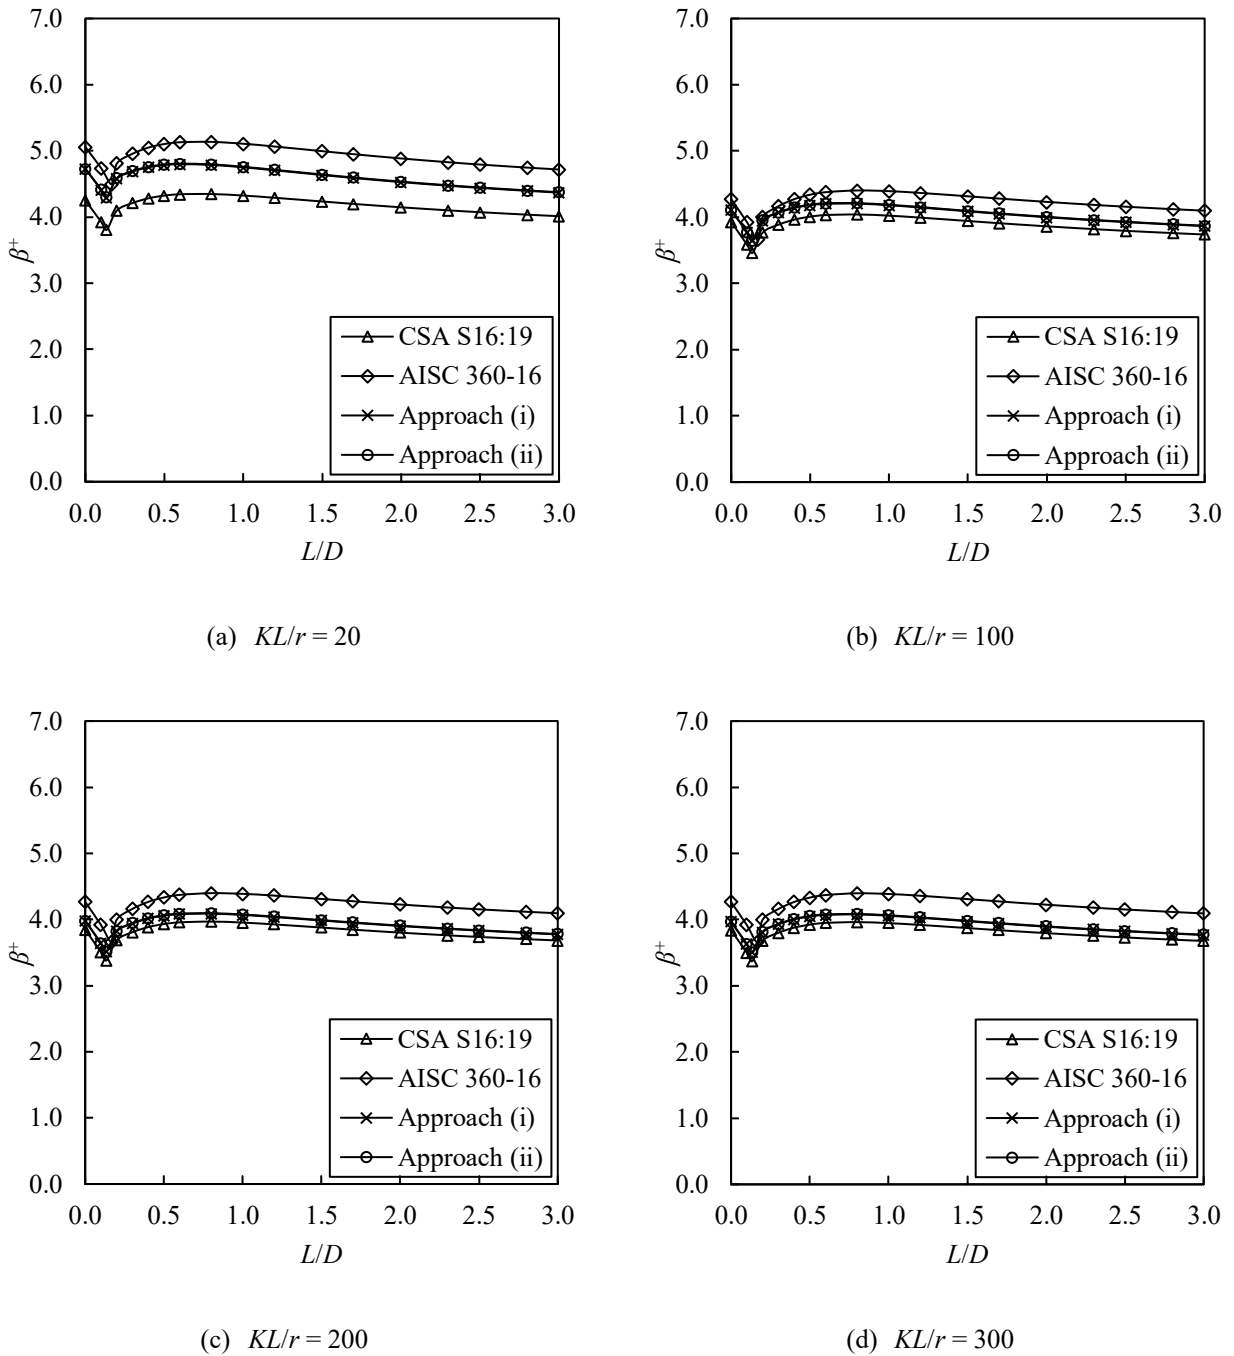 7.0
6.0
5.0
4.0
3.0
2.0
1.0
0.0
β⁺
CSA S16:19
AISC 360-16
Approach (i)
Approach (ii)
0.0 0.5 1.0 1.5 2.0 2.5 3.0
L/D
(a) KL/r = 20
7.0
6.0
5.0
4.0
3.0
2.0
1.0
0.0
β⁺
CSA S16:19
AISC 360-16
Approach (i)
Approach (ii)
0.0 0.5 1.0 1.5 2.0 2.5 3.0
L/D
(b) KL/r = 100
7.0
6.0
5.0
4.0
3.0
2.0
1.0
0.0
β⁺
CSA S16:19
AISC 360-16
Approach (i)
Approach (ii)
0.0 0.5 1.0 1.5 2.0 2.5 3.0
L/D
(c) KL/r = 200
7.0
6.0
5.0
4.0
3.0
2.0
1.0
0.0
β⁺
CSA S16:19
AISC 360-16
Approach (i)
Approach (ii)
0.0 0.5 1.0 1.5 2.0 2.5 3.0
L/D
(d) KL/r = 300